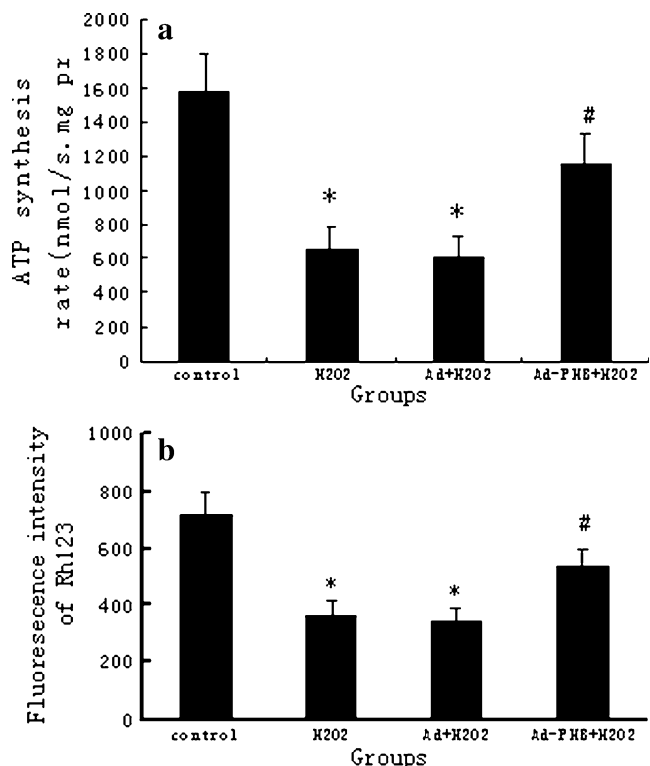 a
ATP synthesis
rate(nmol/s.mg pr
2000
1800
1600
1400
1200
1000
800
600
400
200
0
*
*
#
control
H2O2
Ad+H2O2
Ad-PHB+H2O2
Groups
b
Fluoresecence intensity
of Rh123
1000
800
600
400
200
0
*
*
#
control
H2O2
Ad+H2O2
Ad-PHB+H2O2
Groups